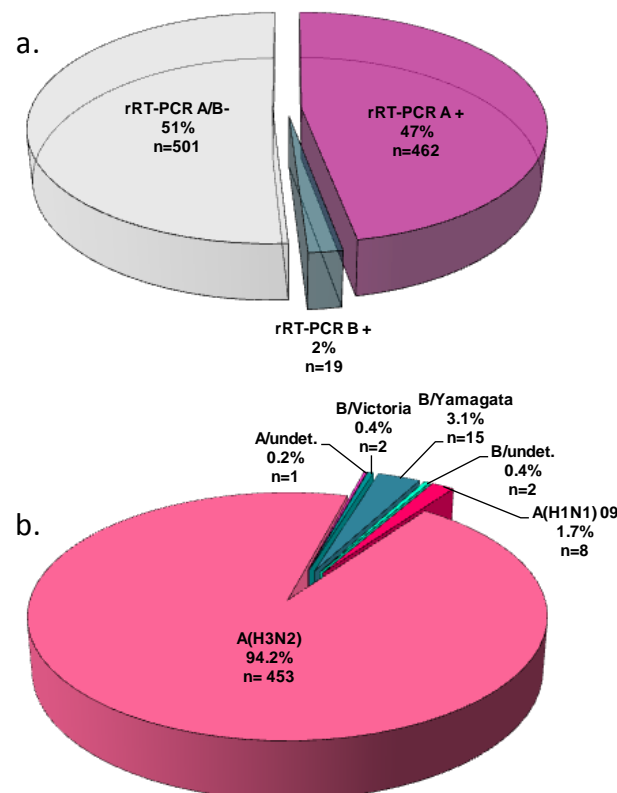 a.
rRT-PCR A/B-
51%
n=501
rRT-PCR A +
47%
n=462
rRT-PCR B +
2%
n=19
b.
A/undet.
0.2%
n=1
B/Victoria
0.4%
n=2
B/Yamagata
3.1%
n=15
B/undet.
0.4%
n=2
A(H1N1) 09
1.7%
n=8
A(H3N2)
94.2%
n= 453